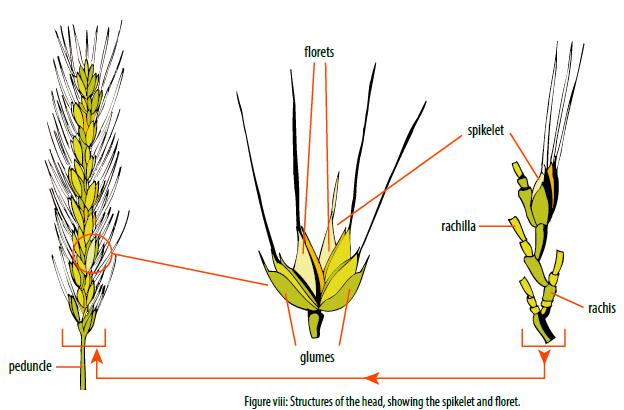 florets
spikelet
rachilla
rachis
glumes
peduncle
Figure viii: Structures of the head, showing the spikelet and floret.